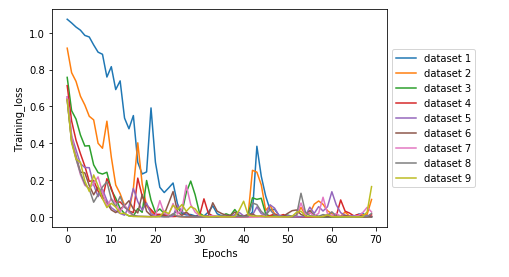 1.0
0.8
0.6
0.4
0.2
0.0
Training_loss
0 10 20 30 40 50 60 70
Epochs
dataset 1
dataset 2
dataset 3
dataset 4
dataset 5
dataset 6
dataset 7
dataset 8
dataset 9